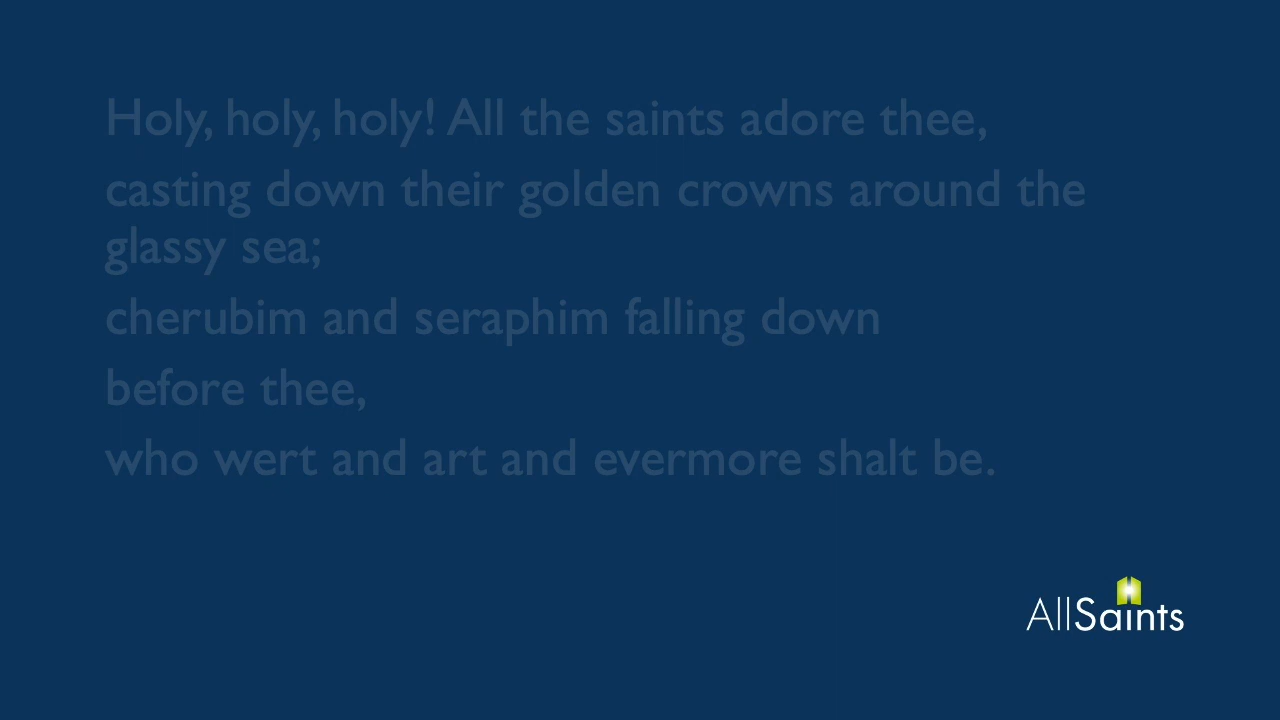 Holy, holy, holy! All the saints adore thee,
casting down their golden crowns around the
glassy sea;
cherubim and seraphim falling down
before thee,
who wert and art and evermore shalt be.
AllSaints